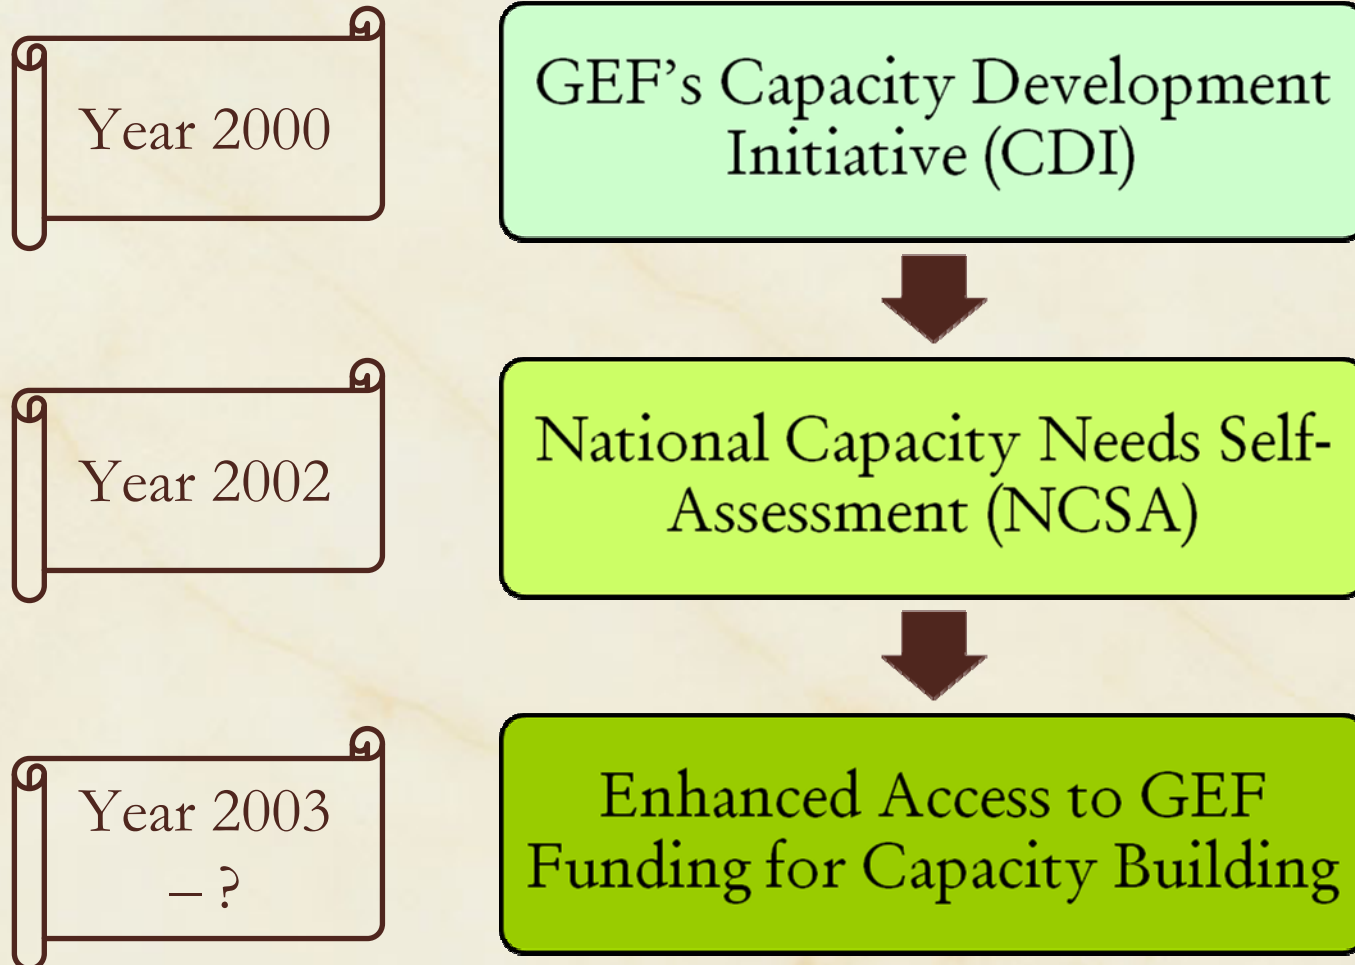 Year 2000
GEF’s Capacity Development
Initiative (CDI)
Year 2002
National Capacity Needs Self-
Assessment (NCSA)
Year 2003
– ?
Enhanced Access to GEF
Funding for Capacity Building